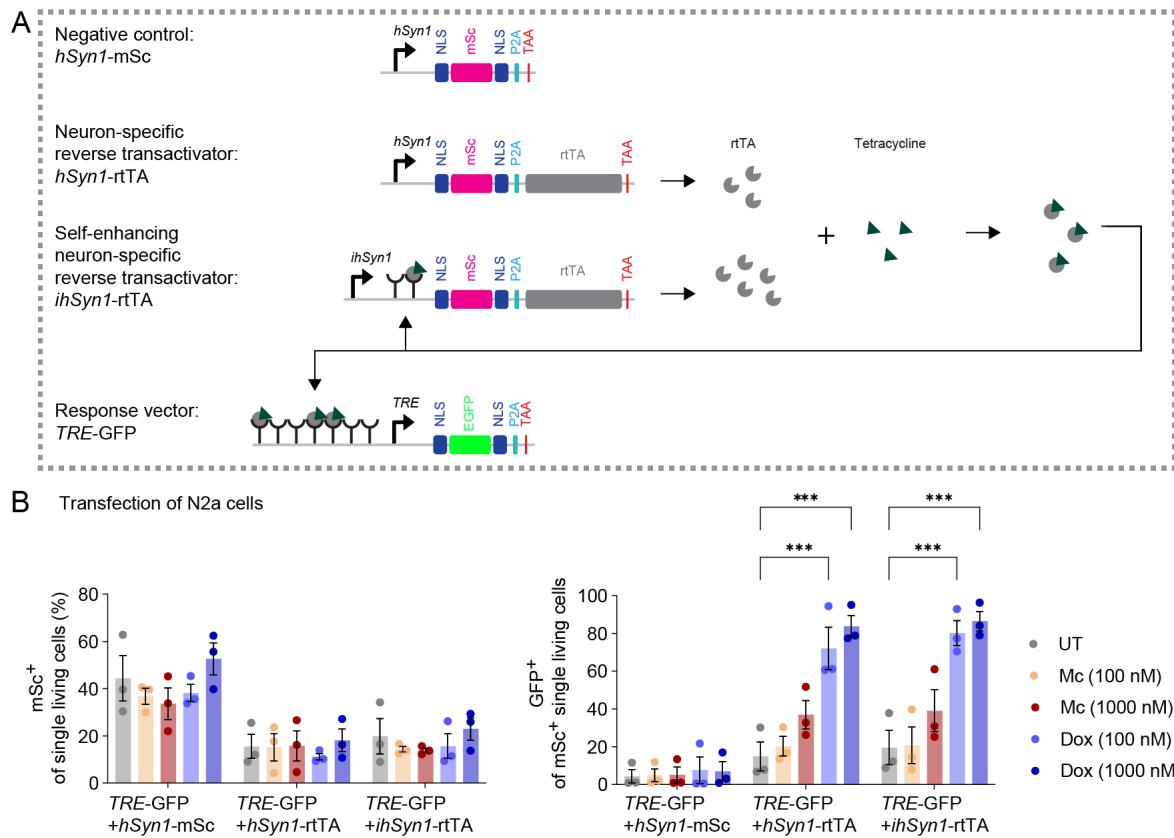 A
Negative control:
hSyn1-mSc
hSyn1
NLS
mSc
NLS
P2A
TAA
Neuron-specific
reverse transactivator:
hSyn1-rtTA
hSyn1
NLS
mSc
NLS
P2A
rtTA
TAA
rtTA
Tetracycline
+
Self-enhancing
neuron-specific
reverse transactivator:
ihSyn1-rtTA
ihSyn1
NLS
mSc
NLS
P2A
rtTA
TAA
Response vector:
TRE-GFP
TRE
NLS
EGFP
NLS
P2A
TAA
B Transfection of N2a cells
mSc+
of single living cells (%)
80
60
40
20
0
TRE-GFP
+hSyn1-mSc
TRE-GFP
+hSyn1-rtTA
TRE-GFP
+ihSyn1-rtTA
GFP+
of mSc+ single living cells
100
80
60
40
20
0
***
***
***
***
TRE-GFP
+hSyn1-mSc
TRE-GFP
+hSyn1-rtTA
TRE-GFP
+ihSyn1-rtTA
UT
Mc (100 nM)
Mc (1000 nM)
Dox (100 nM)
Dox (1000 nM)